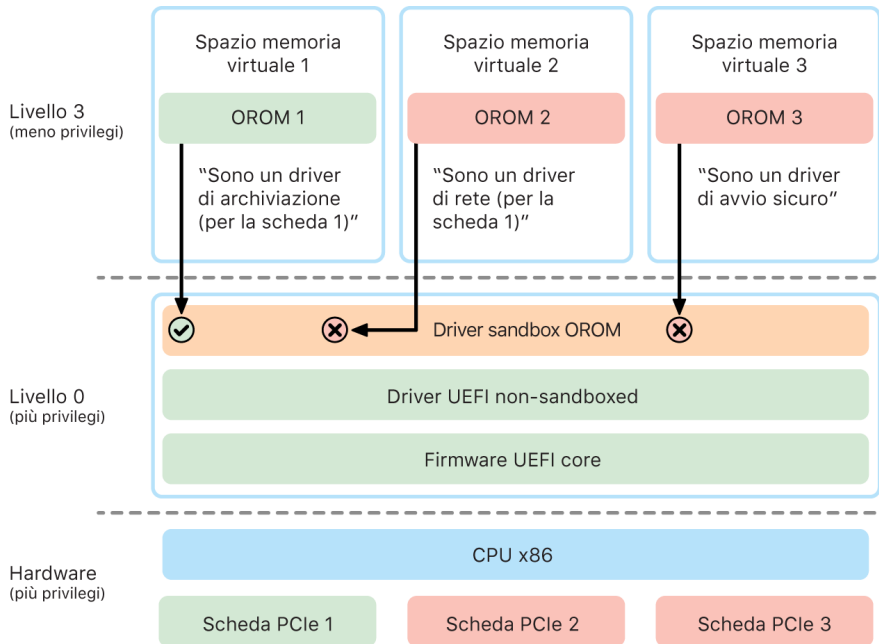 Spazio memoria
virtuale 1
Spazio memoria
virtuale 2
Spazio memoria
virtuale 3
Livello 3
(meno privilegi)
OROM 1
OROM 2
OROM 3
“Sono un driver
di archiviazione
(per la scheda 1)”
“Sono un driver
di rete (per la
scheda 1)”
“Sono un driver
di avvio sicuro”
Driver sandbox OROM
Livello 0
(più privilegi)
Driver UEFI non-sandboxed
Firmware UEFI core
CPU x86
Hardware
(più privilegi)
Scheda PCIe 1
Scheda PCIe 2
Scheda PCIe 3